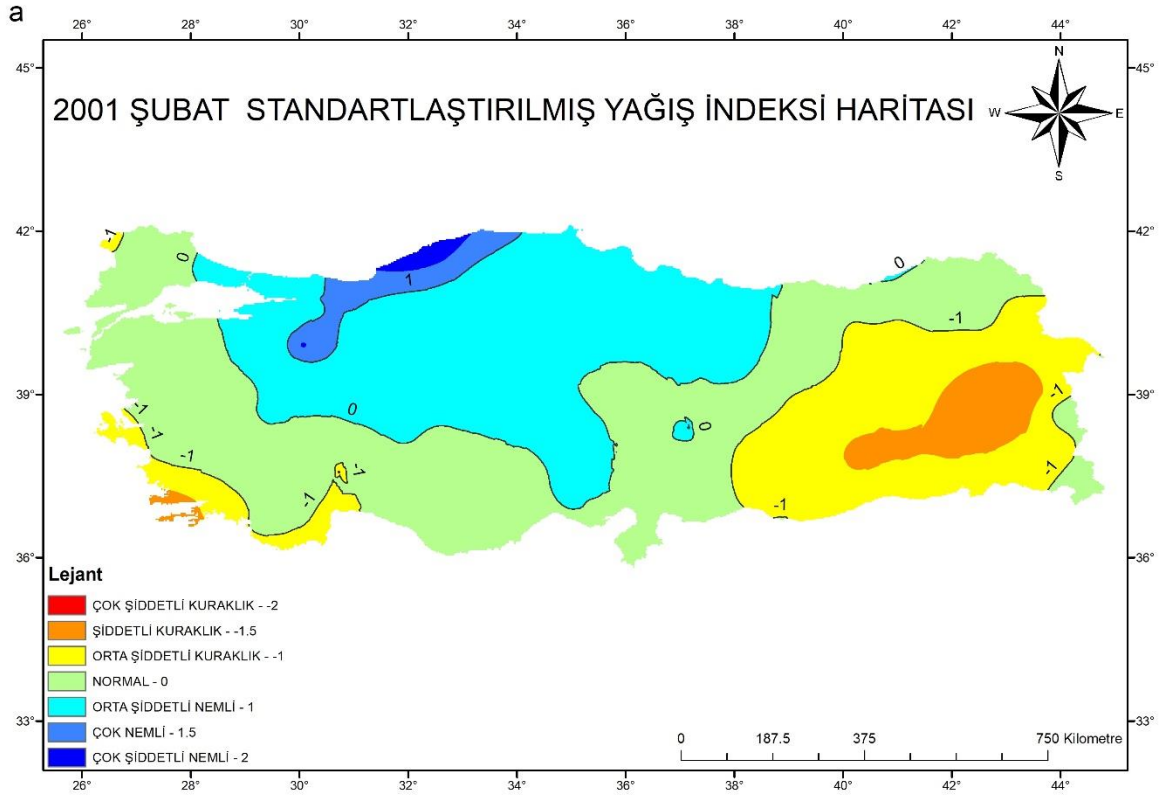 a
26° 28° 30° 32° 34° 36° 38° 40° 42° 44°
45° 45°
N
2001 ŞUBAT STANDARTLAŞTIRILMIŞ YAĞIŞ İNDEKSİ HARİTASI
W E
S
42° 42°
-1
0
0
1
-1
39° 39°
-1
-1
0
0
-1
-1
-1
-1
-1
-1
36° 36°
Lejant
ÇOK ŞİDDETLİ KURAKLIK - -2
ŞİDDETLİ KURAKLIK - -1.5
ORTA ŞİDDETLİ KURAKLIK - -1
NORMAL - 0
ORTA ŞİDDETLİ NEMLİ - 1
ÇOK NEMLİ - 1.5
ÇOK ŞİDDETLİ NEMLİ - 2
33° 33°
0 187.5 375 750 Kilometre
26° 28° 30° 32° 34° 36° 38° 40° 42° 44°